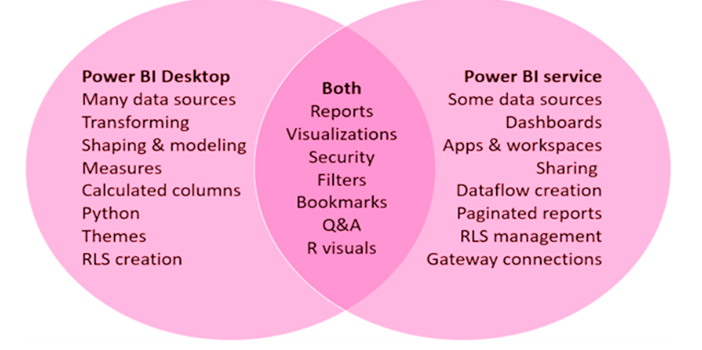 Power BI Desktop
Many data sources
Transforming
Shaping & modeling
Measures
Calculated columns
Python
Themes
RLS creation
Both
Reports
Visualizations
Security
Filters
Bookmarks
Q&A
R visuals
Power BI service
Some data sources
Dashboards
Apps & workspaces
Sharing
Dataflow creation
Paginated reports
RLS management
Gateway connections